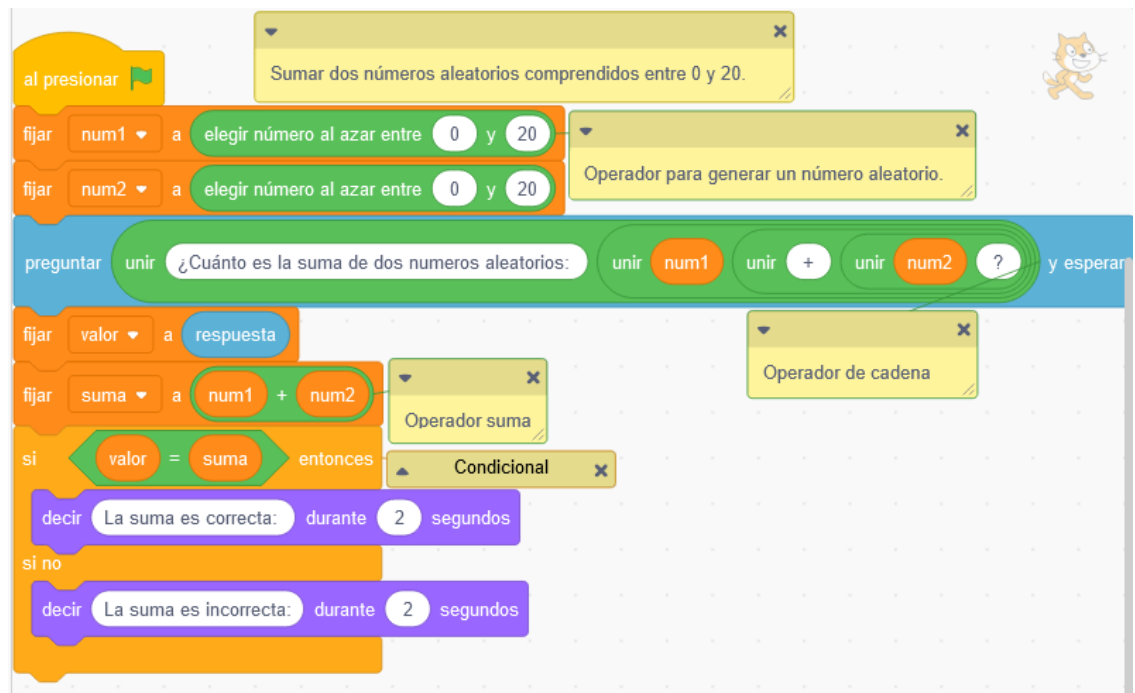 Sumar dos números aleatorios comprendidos entre 0 y 20.
al presionar
fijar num1 a elegir número al azar entre 0 y 20
Operador para generar un número aleatorio.
fijar num2 a elegir número al azar entre 0 y 20
preguntar unir ¿Cuánto es la suma de dos numeros aleatorios: unir num1 unir + unir num2 ? y esperar
fijar valor a respuesta
Operador de cadena
fijar suma a num1 + num2
Operador suma
si valor = suma entonces
Condicional
decir La suma es correcta: durante 2 segundos
si no
decir La suma es incorrecta: durante 2 segundos